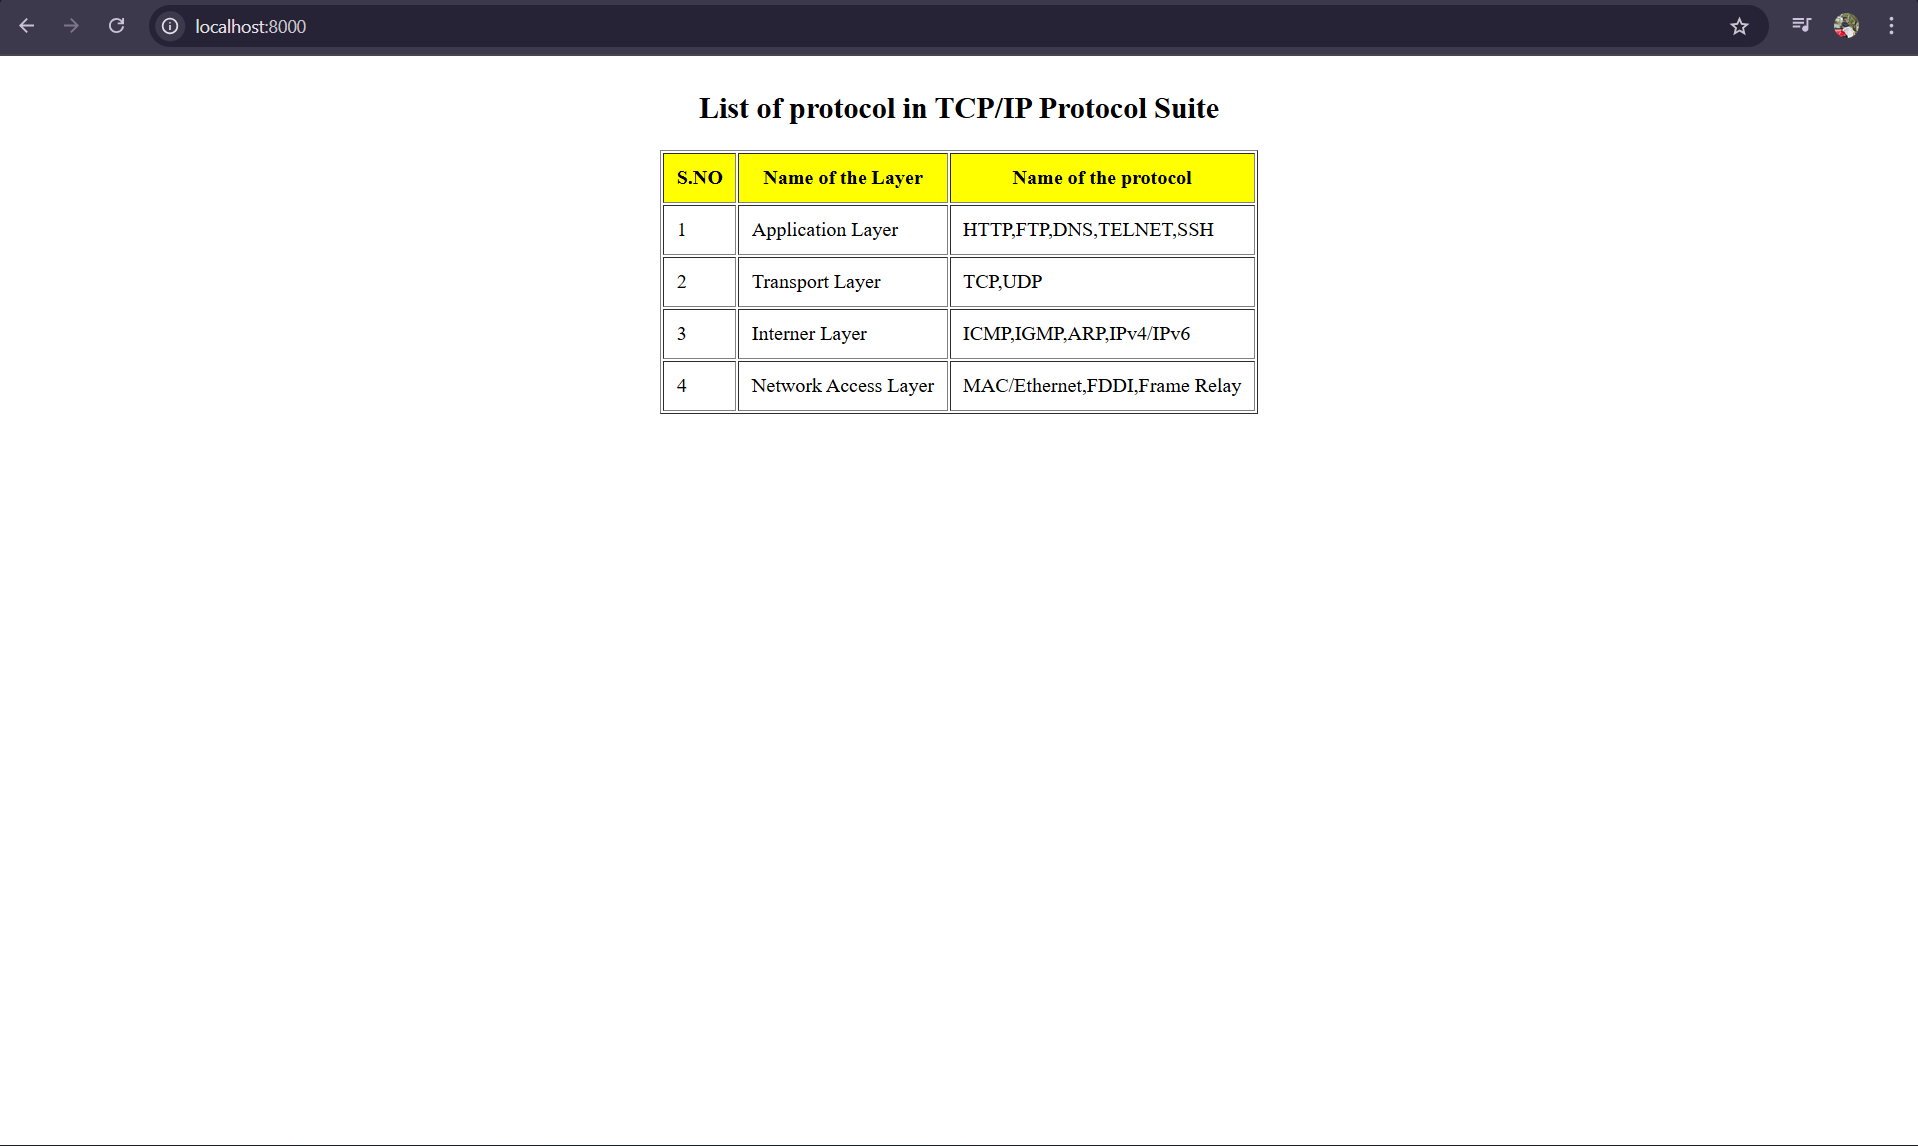 localhost:8000
List of protocol in TCP/IP Protocol Suite
S.NO Name of the Layer Name of the protocol
1 Application Layer HTTP,FTP,DNS,TELNET,SSH
2 Transport Layer TCP,UDP
3 Interner Layer ICMP,IGMP,ARP,IPv4/IPv6
4 Network Access Layer MAC/Ethernet,FDDI,Frame Relay